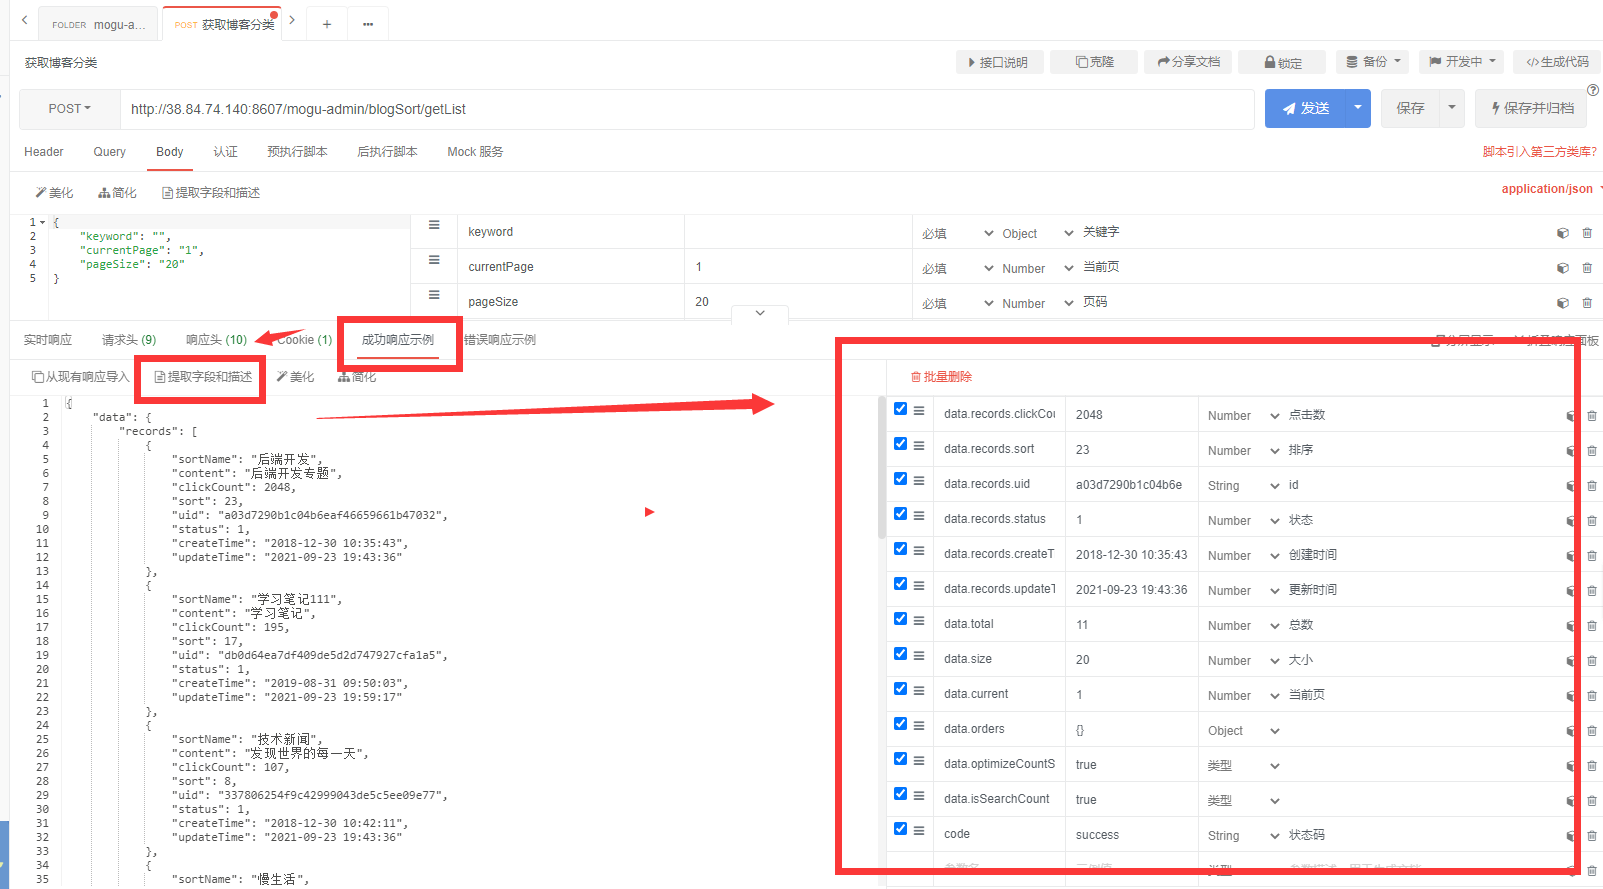 FOLDER mogu-a...
POST 获取博客分类
+
...
获取博客分类
接口说明
克隆
分享文档
锁定
备份
开发中
生成代码
POST
http://38.84.74.140:8607/mogu-admin/blogSort/getList
发送
保存
保存并归档
Header
Query
Body
认证
预执行脚本
后执行脚本
Mock 服务
脚本引入第三方类库?
美化
简化
提取字段和描述
application/json
1 {
2 "keyword": "",
3 "currentPage": "1",
4 "pageSize": "20"
5 }
keyword 必填 Object 关键字
currentPage 1 必填 Number 当前页
pageSize 20 必填 Number 页码
实时响应
请求头 (9)
响应头 (10)
Cookie (1)
成功响应示例
错误响应示例
从现有响应导入
提取字段和描述
美化
简化
批量删除
1 {
2 "data": {
3 "records": [
4 {
5 "sortName": "后端开发",
6 "content": "后端开发专题",
7 "clickCount": 2048,
8 "sort": 23,
9 "uid": "a03d7290b1c04b6eaf46659661b47032",
10 "status": 1,
11 "createTime": "2018-12-30 10:35:43",
12 "updateTime": "2021-09-23 19:43:36"
13 },
14 {
15 "sortName": "学习笔记111",
16 "content": "学习笔记",
17 "clickCount": 195,
18 "sort": 17,
19 "uid": "db0d64ea7df409de5d2d747927cfa1a5",
20 "status": 1,
21 "createTime": "2019-08-31 09:50:03",
22 "updateTime": "2021-09-23 19:59:17"
23 },
24 {
25 "sortName": "技术新闻",
26 "content": "发现世界的每一天",
27 "clickCount": 107,
28 "sort": 8,
29 "uid": "337806254f9c42999043de5c5ee09e77",
30 "status": 1,
31 "createTime": "2018-12-30 10:42:11",
32 "updateTime": "2021-09-23 19:43:36"
33 },
34 {
35 "sortName": "慢生活",
data.records.clickCou 2048 Number 点击数
data.records.sort 23 Number 排序
data.records.uid a03d7290b1c04b6e String id
data.records.status 1 Number 状态
data.records.createT 2018-12-30 10:35:43 Number 创建时间
data.records.updateT 2021-09-23 19:43:36 Number 更新时间
data.total 11 Number 总数
data.size 20 Number 大小
data.current 1 Number 当前页
data.orders {} Object
data.optimizeCountS true 类型
data.isSearchCount true 类型
code success String 状态码